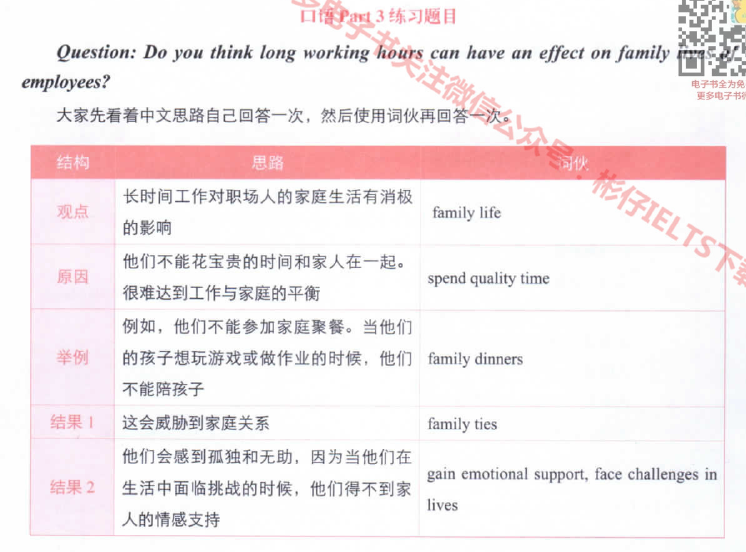 口语 Part 3 练习题目
Question: Do you think long working hours can have an effect on family lives of
employees?
大家先看着中文思路自己回答一次，然后使用词伙再回答一次。
电子书全为免
更多电子书
多电子书关注微信公众号：彬仔IELTS下载
结构 思路 词伙
观点 长时间工作对职场人的家庭生活有消极
的影响 family life
原因 他们不能花宝贵的时间和家人在一起。
很难达到工作与家庭的平衡 spend quality time
举例 例如，他们不能参加家庭聚餐。当他们
的孩子想玩游戏或做作业的时候，他们 family dinners
不能陪孩子
结果 1 这会威胁到家庭关系 family ties
结果 2 他们会感到孤独和无助，因为当他们在
生活中面临挑战的时候，他们得不到家
人的情感支持 gain emotional support, face challenges in
lives